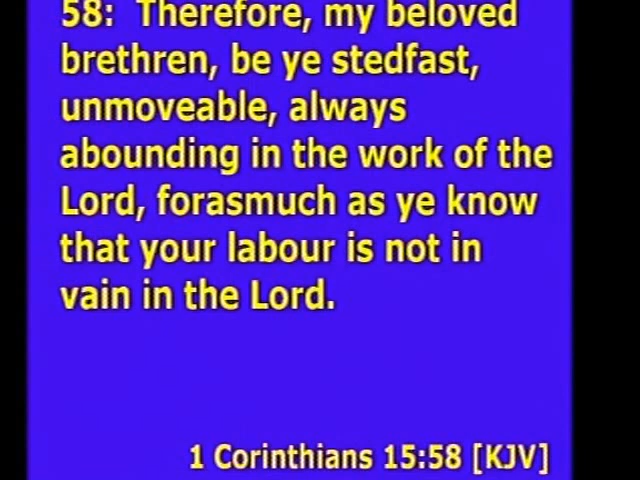 58:  Therefore, my beloved
brethren, be ye stedfast,
unmoveable, always
abounding in the work of the
Lord, forasmuch as ye know
that your labour is not in
vain in the Lord.
1 Corinthians 15:58 [KJV]